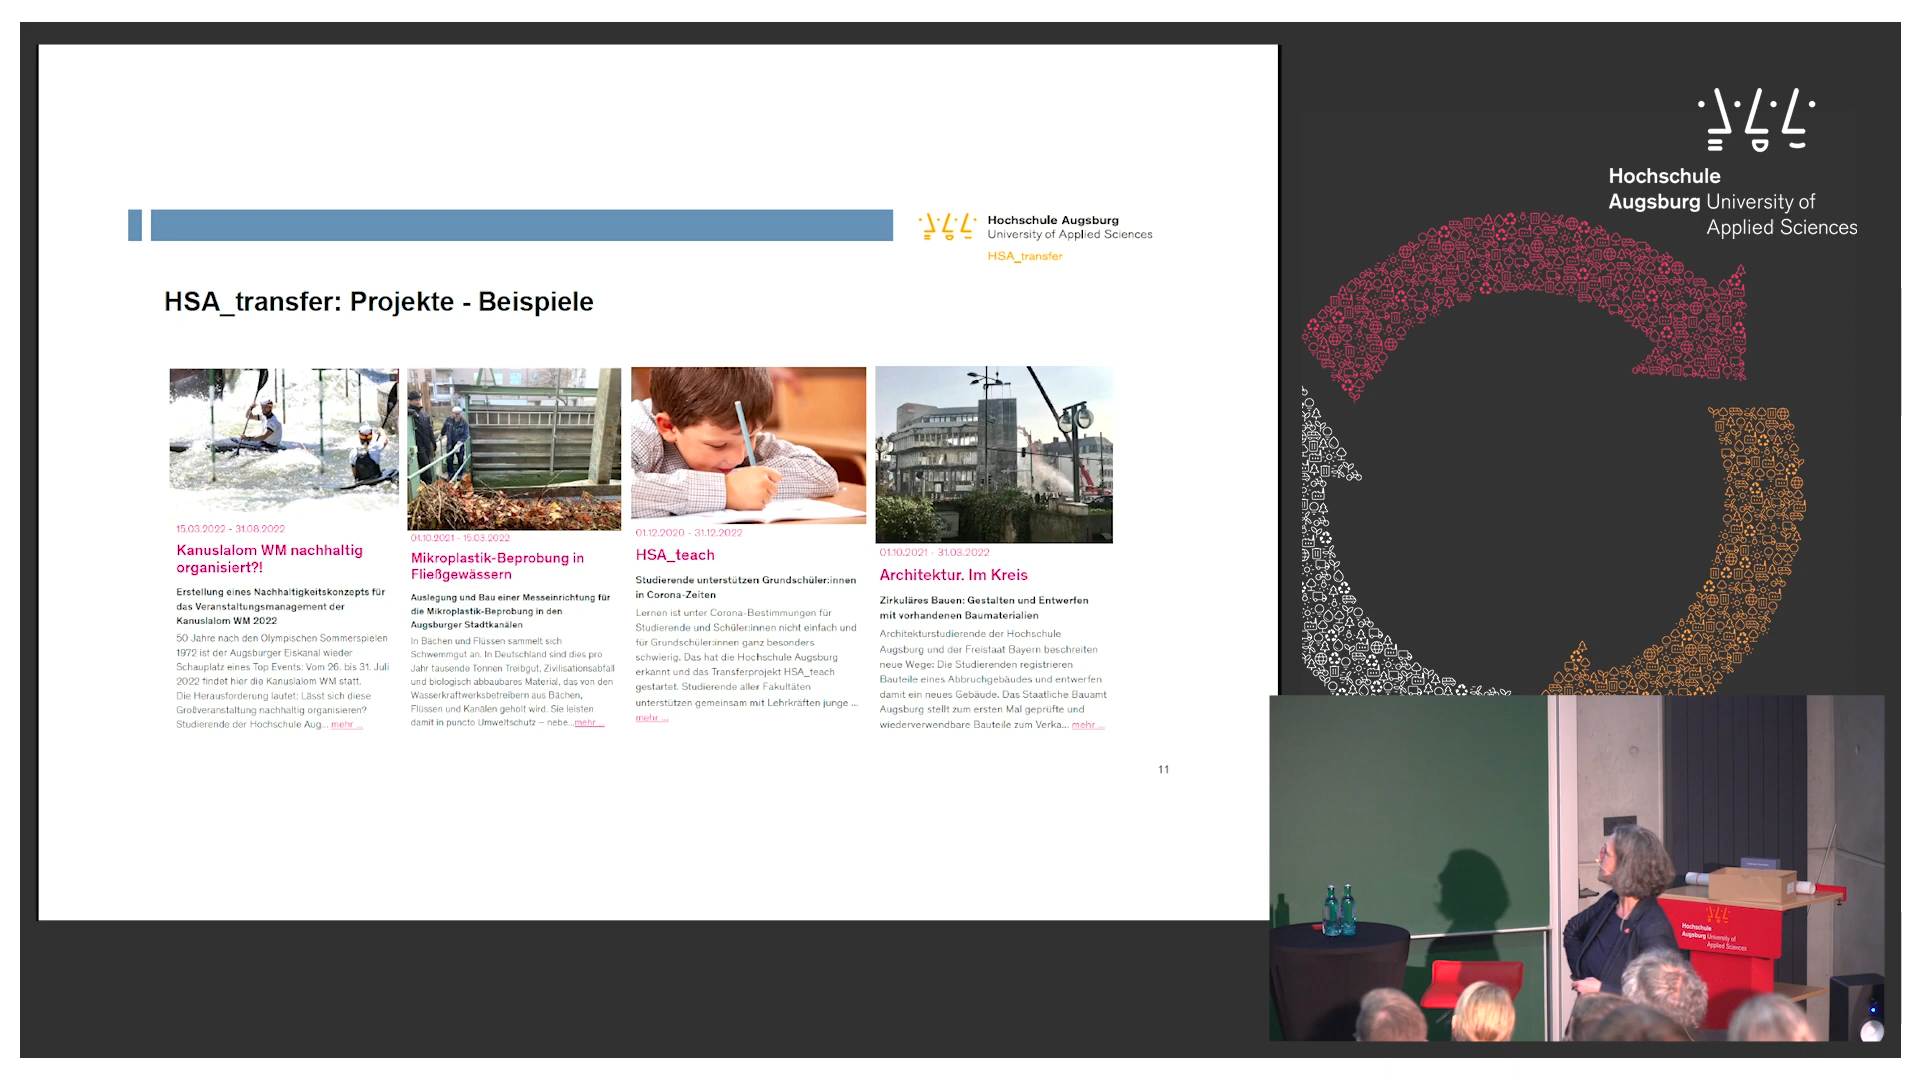 Hochschule Augsburg
University of Applied Sciences
HSA_transfer
HSA_transfer: Projekte - Beispiele
15.03.2022 - 31.08.2022
Kanuslalom WM nachhaltig
organisiert?!
Erstellung eines Nachhaltigkeitskonzepts für
das Veranstaltungsmanagement der
Kanuslalom WM 2022
50 Jahre nach den Olympischen Sommerspielen
1972 ist der Augsburger Eiskanal wieder
Schauplatz eines Top Events: Vom 26. bis 31. Juli
2022 findet hier die Kanuslalom WM statt.
Die Herausforderung lautet: Lässt sich diese
Großveranstaltung nachhaltig organisieren?
Studierende der Hochschule Aug... mehr ...
01.10.2021 - 15.03.2022
Mikroplastik-Beprobung in
Fließgewässern
Auslegung und Bau einer Messeinrichtung für
die Mikroplastik-Beprobung in den
Augsburger Stadtkanälen
In Bächen und Flüssen sammelt sich
Schwemmgut an. In Deutschland sind dies pro
Jahr tausende Tonnen Treibgut, Zivilisationsabfall
und biologisch abbaubares Material, das von den
Wasserkraftwerksbetreibern aus Bächen,
Flüssen und Kanälen geholt wird. Sie leisten
damit in puncto Umweltschutz – nebe...mehr ...
01.12.2020 - 31.12.2022
HSA_teach
Studierende unterstützen Grundschüler:innen
in Corona-Zeiten
Lernen ist unter Corona-Bestimmungen für
Studierende und Schüler:innen nicht einfach und
für Grundschüler:innen ganz besonders
schwierig. Das hat die Hochschule Augsburg
erkannt und das Transferprojekt HSA_teach
gestartet. Studierende aller Fakultäten
unterstützen gemeinsam mit Lehrkräften junge ...
mehr ...
01.10.2021 - 31.03.2022
Architektur. Im Kreis
Zirkuläres Bauen: Gestalten und Entwerfen
mit vorhandenen Baumaterialien
Architekturstudierende der Hochschule
Augsburg und der Freistaat Bayern beschreiten
neue Wege: Die Studierenden registrieren
Bauteile eines Abbruchgebäudes und entwerfen
damit ein neues Gebäude. Das Staatliche Bauamt
Augsburg stellt zum ersten Mal geprüfte und
wiederverwendbare Bauteile zum Verka... mehr ...
11
Hochschule
Augsburg University of
Applied Sciences
Hochschule
Augsburg University of
Applied Sciences